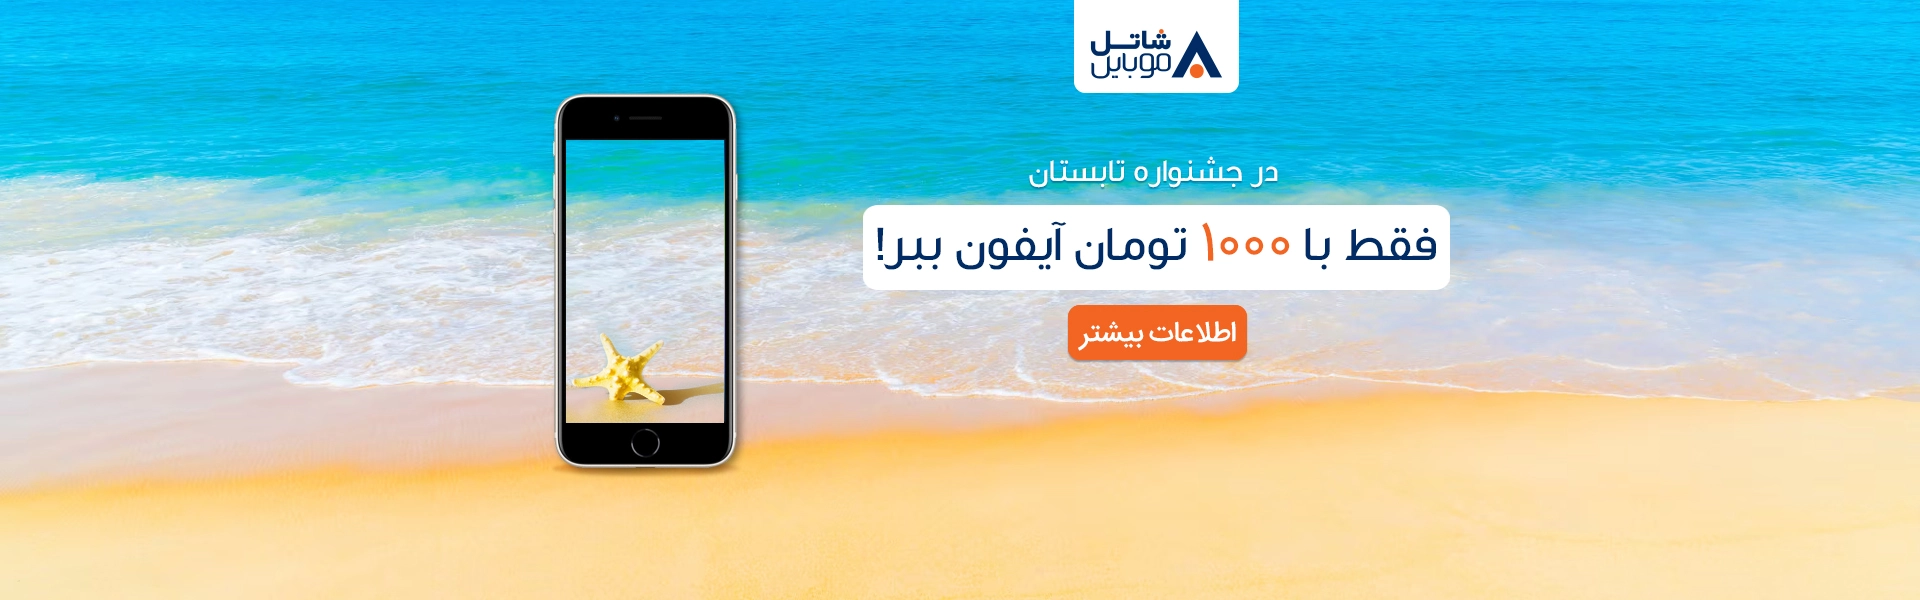 شاتل
موبایل
در جشنواره تابستان
فقط با ۱۰۰۰ تومان آیفون ببر!
اطلاعات بیشتر